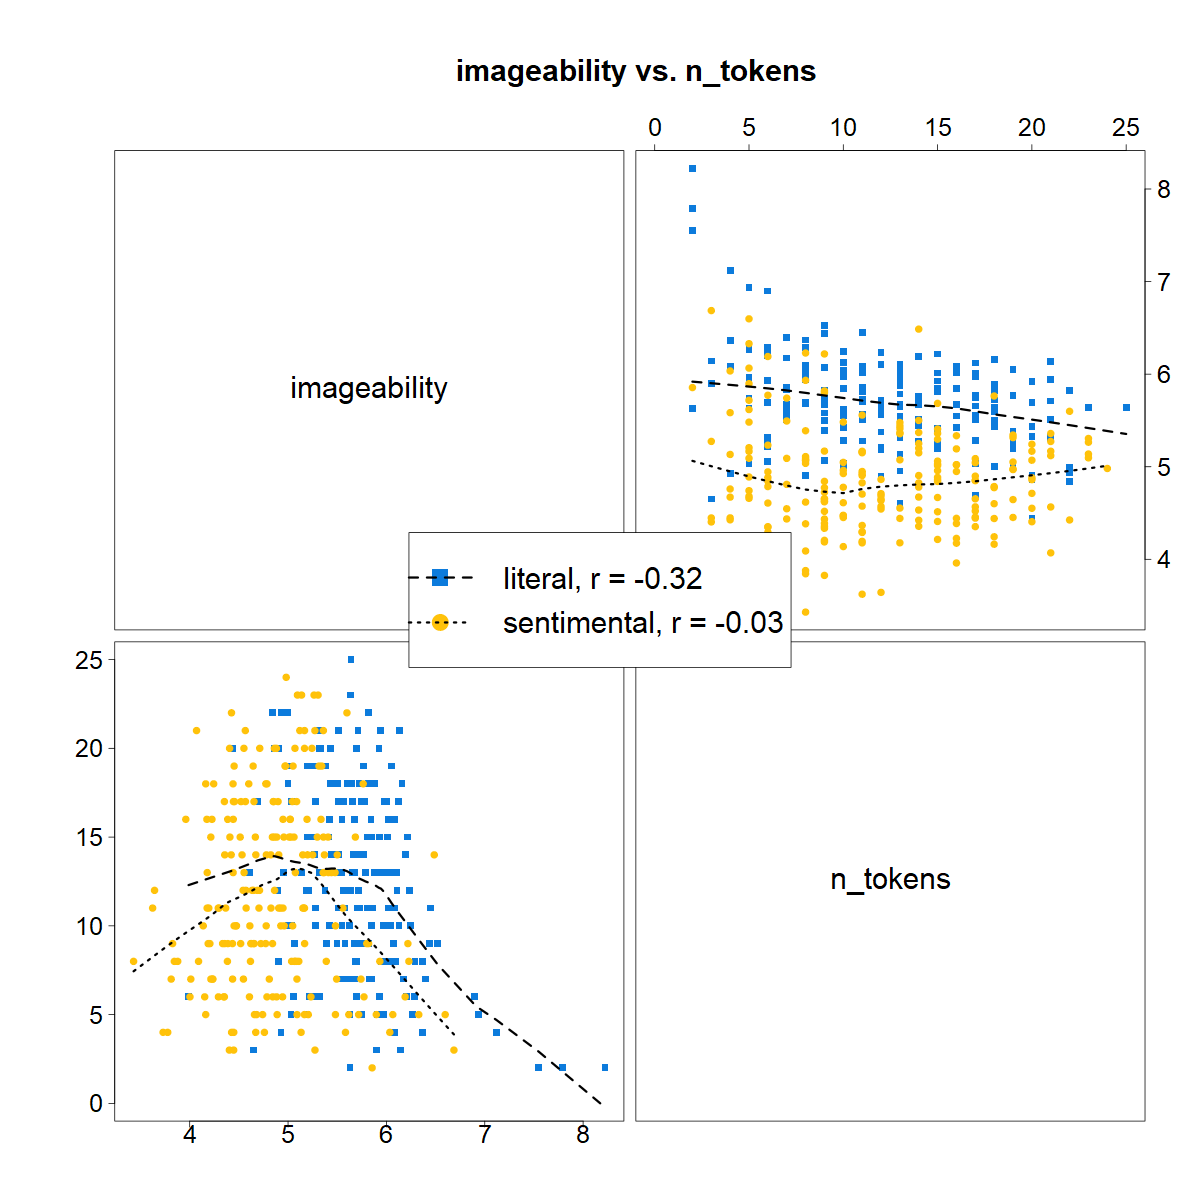 imageability vs. n_tokens
0 5 10 15 20 25
8
7
6
5
4
imageability
literal, r = -0.32
sentimental, r = -0.03
25
20
15
10
5
0
n_tokens
4 5 6 7 8